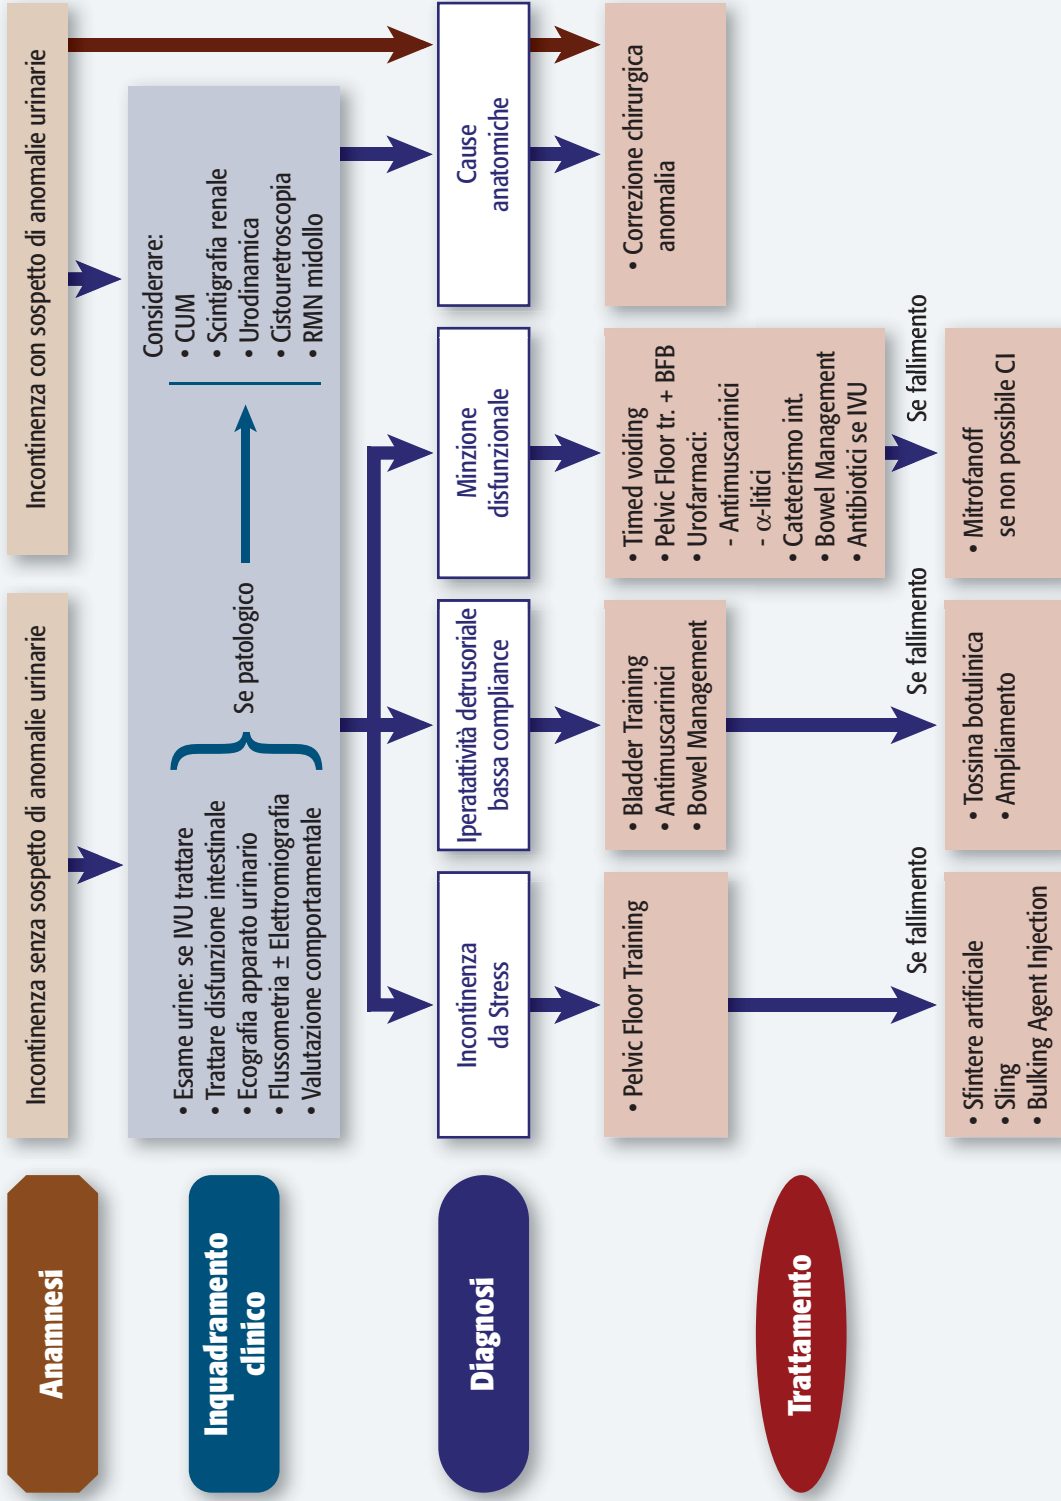 Anamnesi
Incontinenza senza sospetto di anomalie urinarie
Incontinenza con sospetto di anomalie urinarie
Inquadramento
clinico
• Esame urine: se IVU trattare
• Trattare disfunzione intestinale
• Ecografia apparato urinario
• Flussometria ± Elettromiografia
• Valutazione comportamentale
Se patologico
Considerare:
• CUM
• Scintigrafia renale
• Urodinamica
• Cistouretroscopia
• RMN midollo
Diagnosi
Incontinenza
da Stress
Iperatattività detrusoriale
bassa compliance
Minzione
disfunzionale
Cause
anatomiche
Trattamento
• Pelvic Floor Training
• Bladder Training
• Antimuscarinici
• Bowel Management
• Timed voiding
• Pelvic Floor tr. + BFB
• Urofarmaci:
- Antimuscarinici
- α-litici
• Cateterismo int.
• Bowel Management
• Antibiotici se IVU
• Correzione chirurgica
anomalia
Se fallimento
Se fallimento
Se fallimento
• Sfintere artificiale
• Sling
• Bulking Agent Injection
• Tossina botulinica
• Ampliamento
• Mitrofanoff
se non possibile CI